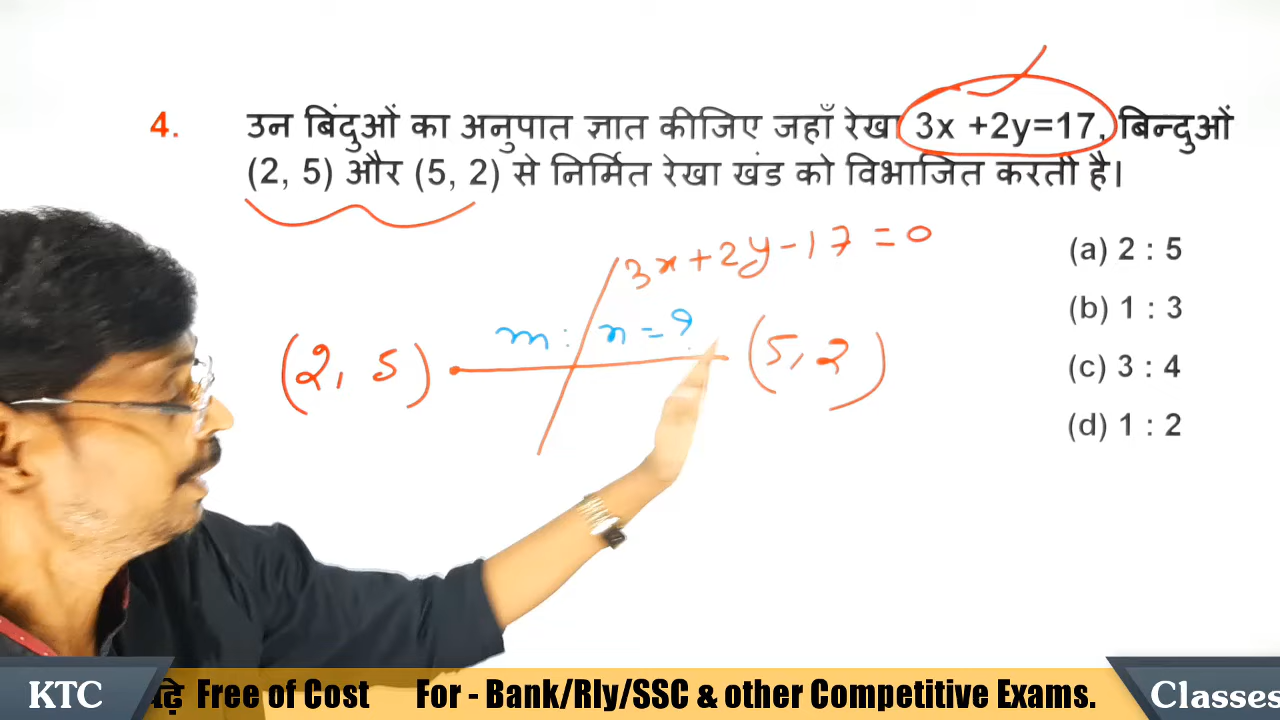 4. उन बिंदुओं का अनुपात ज्ञात कीजिए जहाँ रेखा 3x +2y=17, बिन्दुओं
(2, 5) और (5, 2) से निर्मित रेखा खंड को विभाजित करती है।
3x+2y-17=0
(a) 2 : 5
m : n = ?
(b) 1 : 3
(2, 5) (5, 2)
(c) 3 : 4
(d) 1 : 2
KTC Free of Cost For - Bank/Rly/SSC & other Competitive Exams. Classes